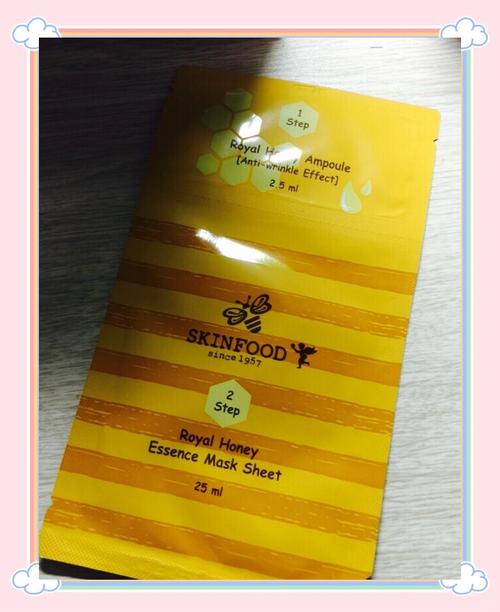 1
Step
Royal Honey Ampoule
[Anti-wrinkle Effect]
2.5 ml
SKINFOOD
since 1957
2
Step
Royal Honey
Essence Mask Sheet
25 ml